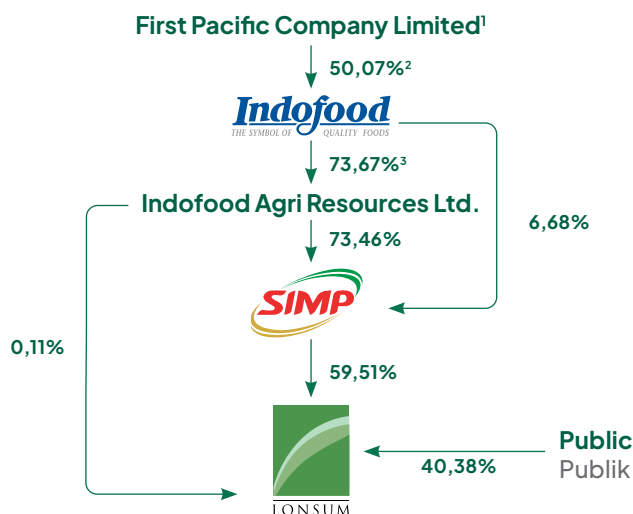 First Pacific Company Limited¹
50,07%²
Indofood
THE SYMBOL OF QUALITY FOODS
73,67%³
Indofood Agri Resources Ltd.
6,68%
73,46%
SIMP
0,11%
59,51%
Public
Publik
40,38%
LONSUM